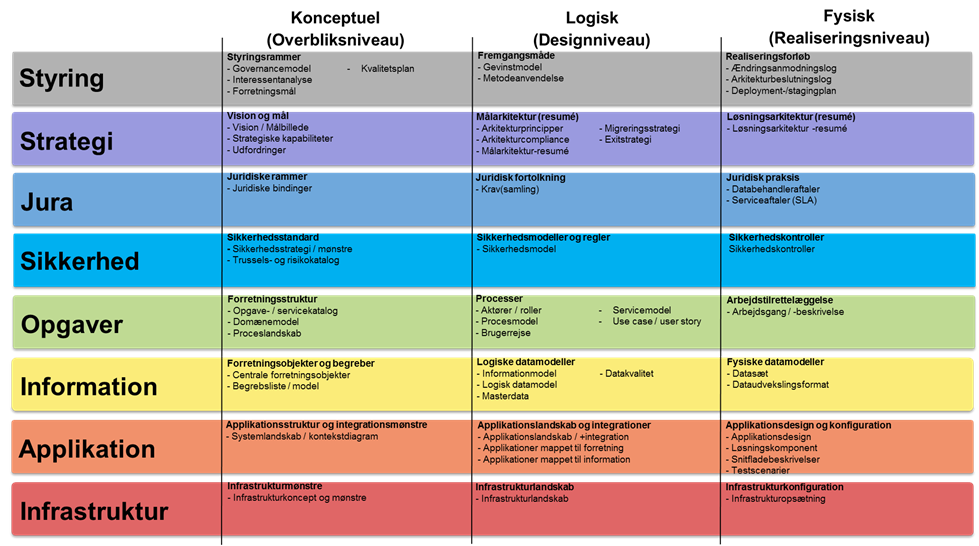 Konceptuel
(Overbliksniveau)
Logisk
(Designniveau)
Fysisk
(Realiseringsniveau)
Styring
Styringsrammer
- Governancemodel - Kvalitetsplan
- Interessentanalyse
- Forretningsmål
Fremgangsmåde
- Gevinstmodel
- Metodeanvendelse
Realiseringsforløb
- Ændringsanmodningslog
- Arkitekturbeslutningslog
- Deployment-/stagingplan
Strategi
Vision og mål
- Vision / Målbillede
- Strategiske kapabiliteter
- Udfordringer
Målarkitektur (resumé)
- Arkitekturprincipper - Migreringsstrategi
- Arkitekturcompliance - Exitstrategi
- Målarkitektur-resumé
Løsningsarkitektur (resumé)
- Løsningsarkitektur -resumé
Jura
Juridiske rammer
- Juridiske bindinger
Juridisk fortolkning
- Krav(samling)
Juridisk praksis
- Databehandleraftaler
- Serviceaftaler (SLA)
Sikkerhed
Sikkerhedsstandard
- Sikkerhedsstrategi / mønstre
- Trussels- og risikokatalog
Sikkerhedsmodeller og regler
- Sikkerhedsmodel
Sikkerhedskontroller
Sikkerhedskontroller
Opgaver
Forretningsstruktur
- Opgave- / servicekatalog
- Domænemodel
- Proceslandskab
Processer
- Aktører / roller - Servicemodel
- Procesmodel - Use case / user story
- Brugerrejse
Arbejdstilrettelæggelse
- Arbejdsgang / -beskrivelse
Information
Forretningsobjekter og begreber
- Centrale forretningsobjekter
- Begrebsliste / model
Logiske datamodeller
- Informationmodel - Datakvalitet
- Logisk datamodel
- Masterdata
Fysiske datamodeller
- Datasæt
- Dataudvekslingsformat
Applikation
Applikationsstruktur og integrationsmønstre
- Systemlandskab / kontekstdiagram
Applikationslandskab og integrationer
- Applikationslandskab / +integration
- Applikationer mappet til forretning
- Applikationer mappet til information
Applikationsdesign og konfiguration
- Applikationsdesign
- Løsningskomponent
- Snitfladebeskrivelser
- Testscenarier
Infrastruktur
Infrastrukturmønstre
- Infrastrukturkoncept og mønstre
Infrastrukturlandskab
- Infrastrukturlandskab
Infrastrukturkonfiguration
- Infrastrukturopsætning